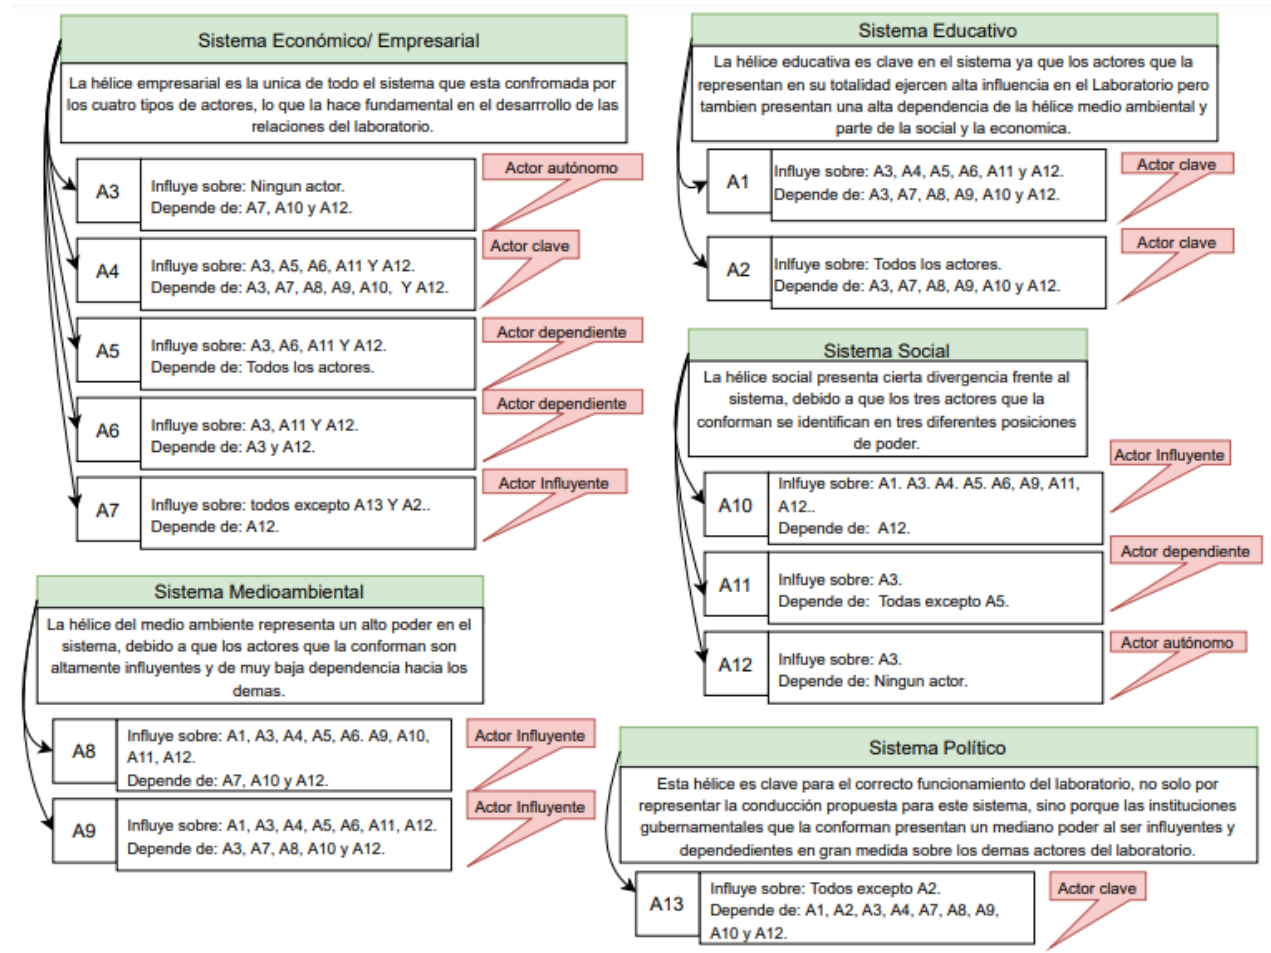 Sistema Económico/ Empresarial
La hélice empresarial es la unica de todo el sistema que esta confromada por
los cuatro tipos de actores, lo que la hace fundamental en el desarrrollo de las
relaciones del laboratorio.
A3
Influye sobre: Ningun actor.
Depende de: A7, A10 y A12.
Actor autónomo
A4
Influye sobre: A3, A5, A6, A11 Y A12.
Depende de: A3, A7, A8, A9, A10, Y A12.
Actor clave
A5
Influye sobre: A3, A6, A11 Y A12.
Depende de: Todos los actores.
Actor dependiente
A6
Influye sobre: A3, A11 Y A12.
Depende de: A3 y A12.
Actor dependiente
A7
Influye sobre: todos excepto A13 Y A2..
Depende de: A12.
Actor Influyente
Sistema Educativo
La hélice educativa es clave en el sistema ya que los actores que la
representan en su totalidad ejercen alta influencia en el Laboratorio pero
tambien presentan una alta dependencia de la hélice medio ambiental y
parte de la social y la economica.
A1
Influye sobre: A3, A4, A5, A6, A11 y A12.
Depende de: A3, A7, A8, A9, A10 y A12.
Actor clave
A2
Inlfuye sobre: Todos los actores.
Depende de: A3, A7, A8, A9, A10 y A12.
Actor clave
Sistema Social
La hélice social presenta cierta divergencia frente al
sistema, debido a que los tres actores que la
conforman se identifican en tres diferentes posiciones
de poder.
A10
Inlfuye sobre: A1. A3. A4. A5. A6, A9, A11,
A12..
Depende de: A12.
Actor Influyente
A11
Inlfuye sobre: A3.
Depende de: Todas excepto A5.
Actor dependiente
A12
Inlfuye sobre: A3.
Depende de: Ningun actor.
Actor autónomo
Sistema Medioambiental
La hélice del medio ambiente representa un alto poder en el
sistema, debido a que los actores que la conforman son
altamente influyentes y de muy baja dependencia hacia los
demas.
A8
Influye sobre: A1, A3, A4, A5, A6. A9, A10,
A11, A12.
Depende de: A7, A10 y A12.
Actor Influyente
A9
Influye sobre: A1, A3, A4, A5, A6, A11, A12.
Depende de: A3, A7, A8, A10 y A12.
Actor Influyente
Sistema Político
Esta hélice es clave para el correcto funcionamiento del laboratorio, no solo por
representar la conducción propuesta para este sistema, sino porque las instituciones
gubernamentales que la conforman presentan un mediano poder al ser influyentes y
dependedientes en gran medida sobre los demas actores del laboratorio.
A13
Influye sobre: Todos excepto A2.
Depende de: A1, A2, A3, A4, A7, A8, A9,
A10 y A12.
Actor clave